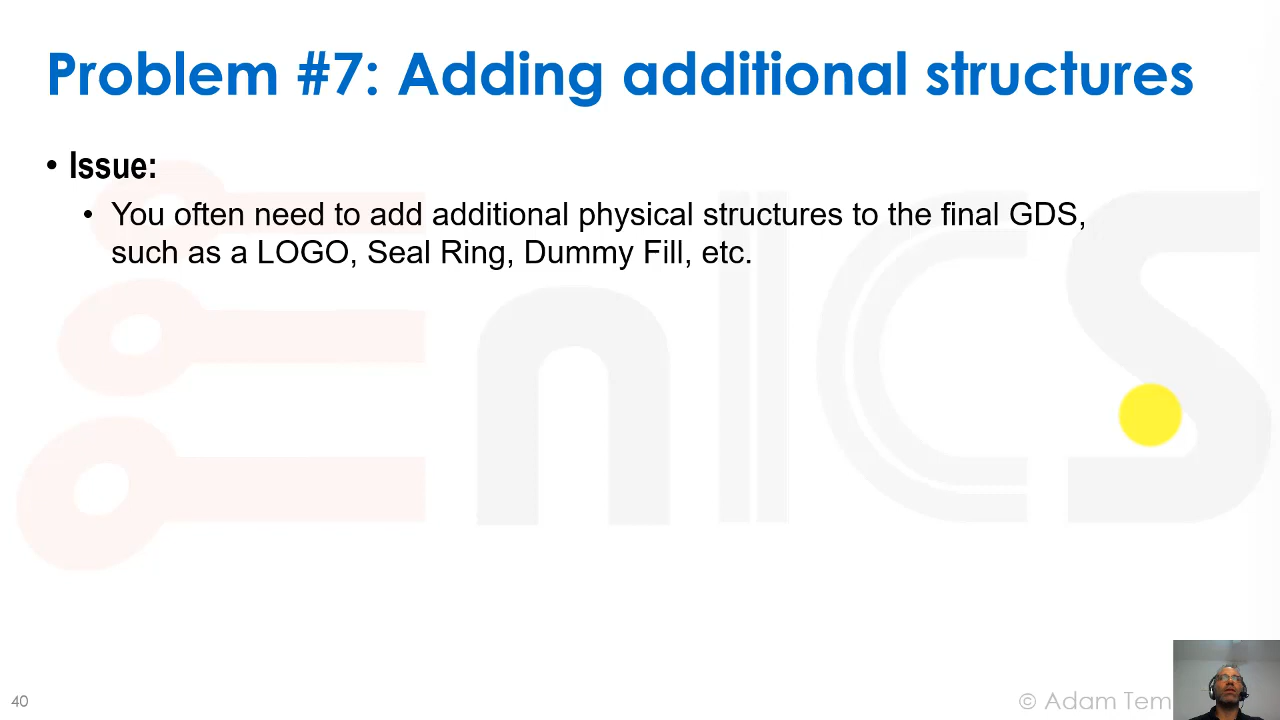 Problem #7: Adding additional structures
• Issue:
• You often need to add additional physical structures to the final GDS,
such as a LOGO, Seal Ring, Dummy Fill, etc.
enICS
40
© Adam